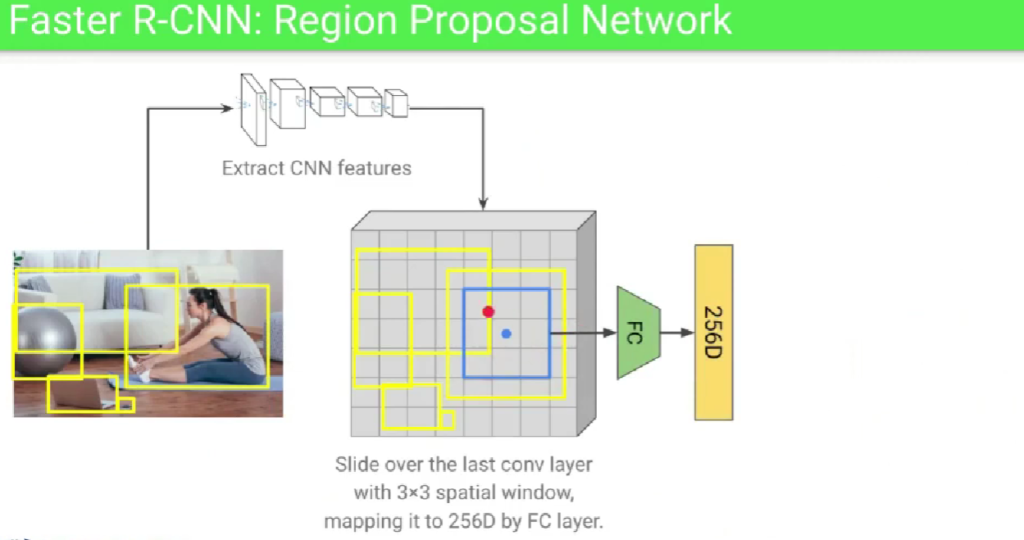 Faster R-CNN: Region Proposal Network
Extract CNN features
FC
256D
Slide over the last conv layer
with 3×3 spatial window,
mapping it to 256D by FC layer.